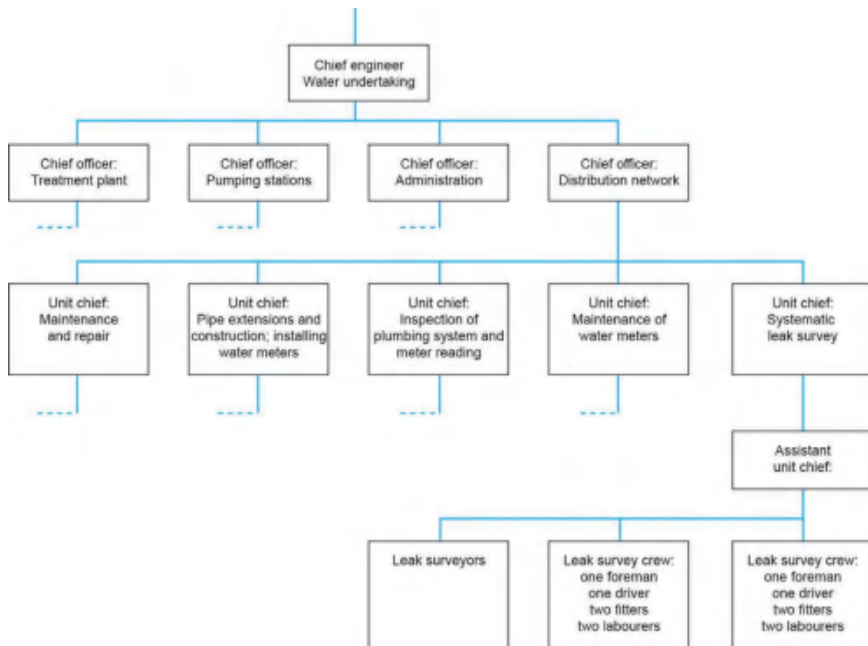 Chief engineer
Water undertaking
Chief officer:
Treatment plant
Chief officer:
Pumping stations
Chief officer:
Administration
Chief officer:
Distribution network
Unit chief:
Maintenance
and repair
Unit chief:
Pipe extensions and
construction; installing
water meters
Unit chief:
Inspection of
plumbing system and
meter reading
Unit chief:
Maintenance of
water meters
Unit chief:
Systematic
leak survey
Assistant
unit chief:
Leak surveyors
Leak survey crew:
one foreman
one driver
two fitters
two labourers
Leak survey crew:
one foreman
one driver
two fitters
two labourers